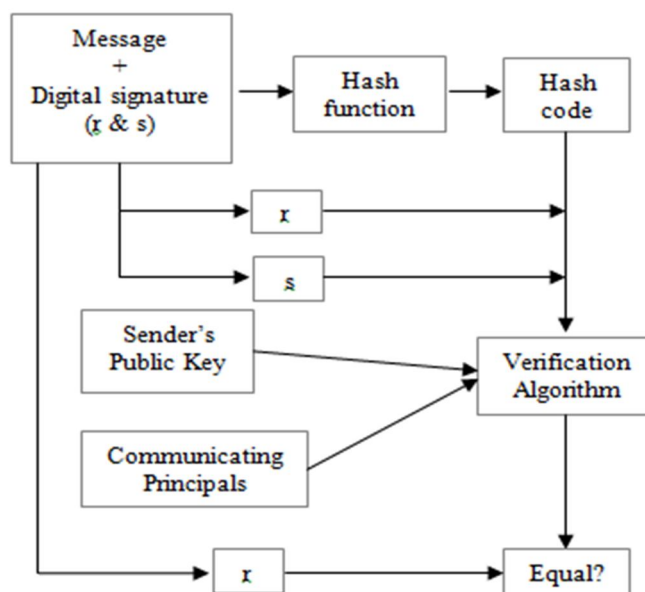 Message
+
Digital signature
(r & s)
Hash
function
Hash
code
r
s
Sender's
Public Key
Verification
Algorithm
Communicating
Principals
r
Equal?